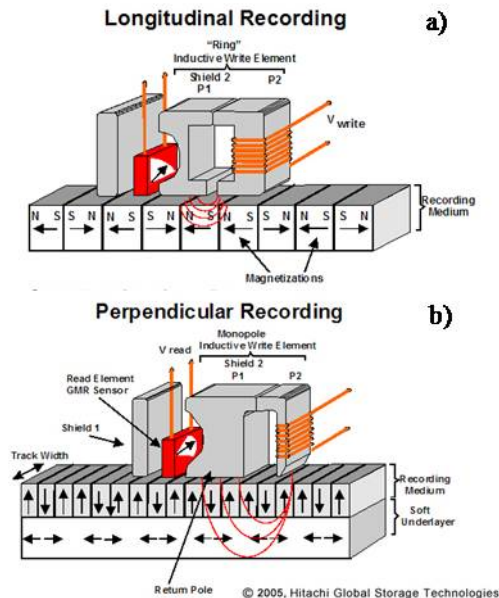 Longitudinal Recording
a)
“Ring”
Inductive Write Element
Shield 2
P1
P2
V write
N S S N N S S N N S N S S N N S S N
Recording
Medium
Magnetizations
Perpendicular Recording
b)
Monopole
Inductive Write Element
V read
Shield 2
P1
P2
Read Element
GMR Sensor
Shield 1
Track Width
Recording
Medium
Soft
Underlayer
Return Pole
© 2005, Hitachi Global Storage Technologies